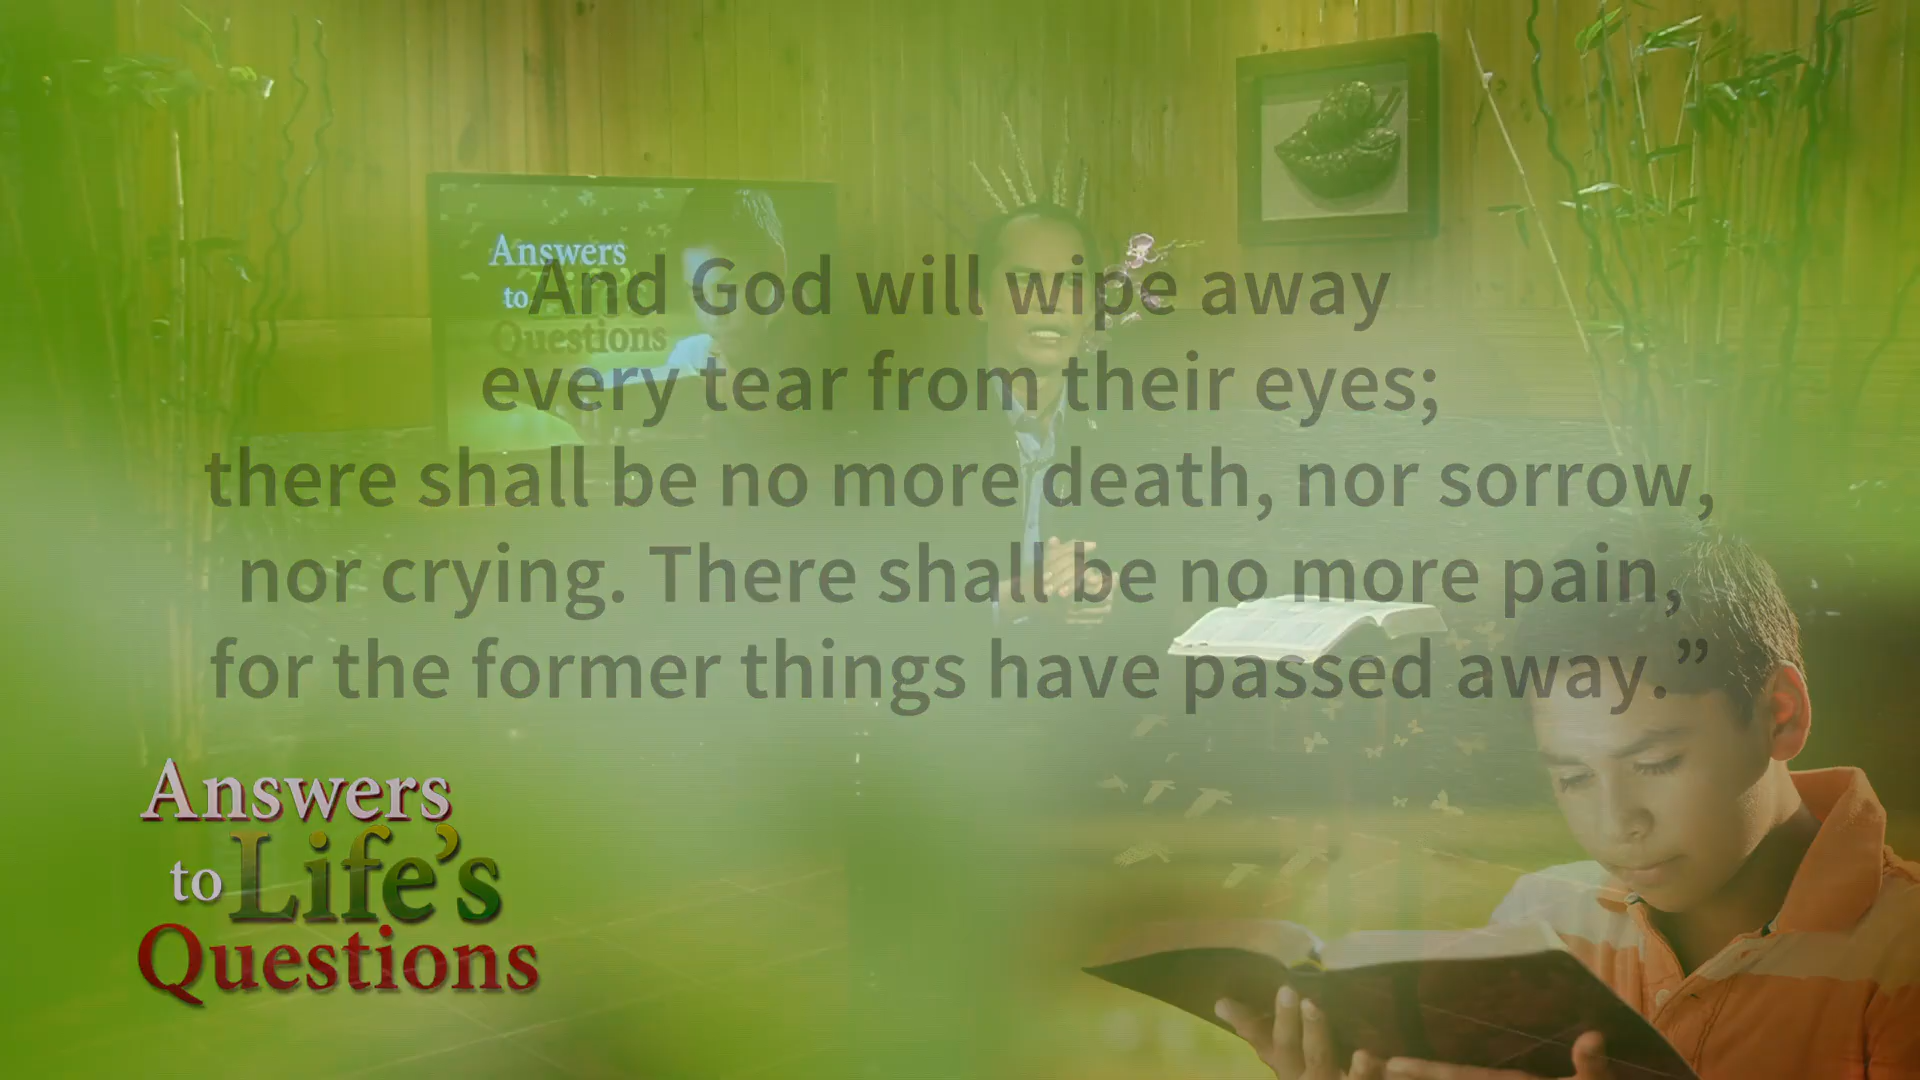 Answers
to
Questions
And God will wipe away
every tear from their eyes;
there shall be no more death, nor sorrow,
nor crying. There shall be no more pain,
for the former things have passed away.”
Answers
to Life’s
Questions